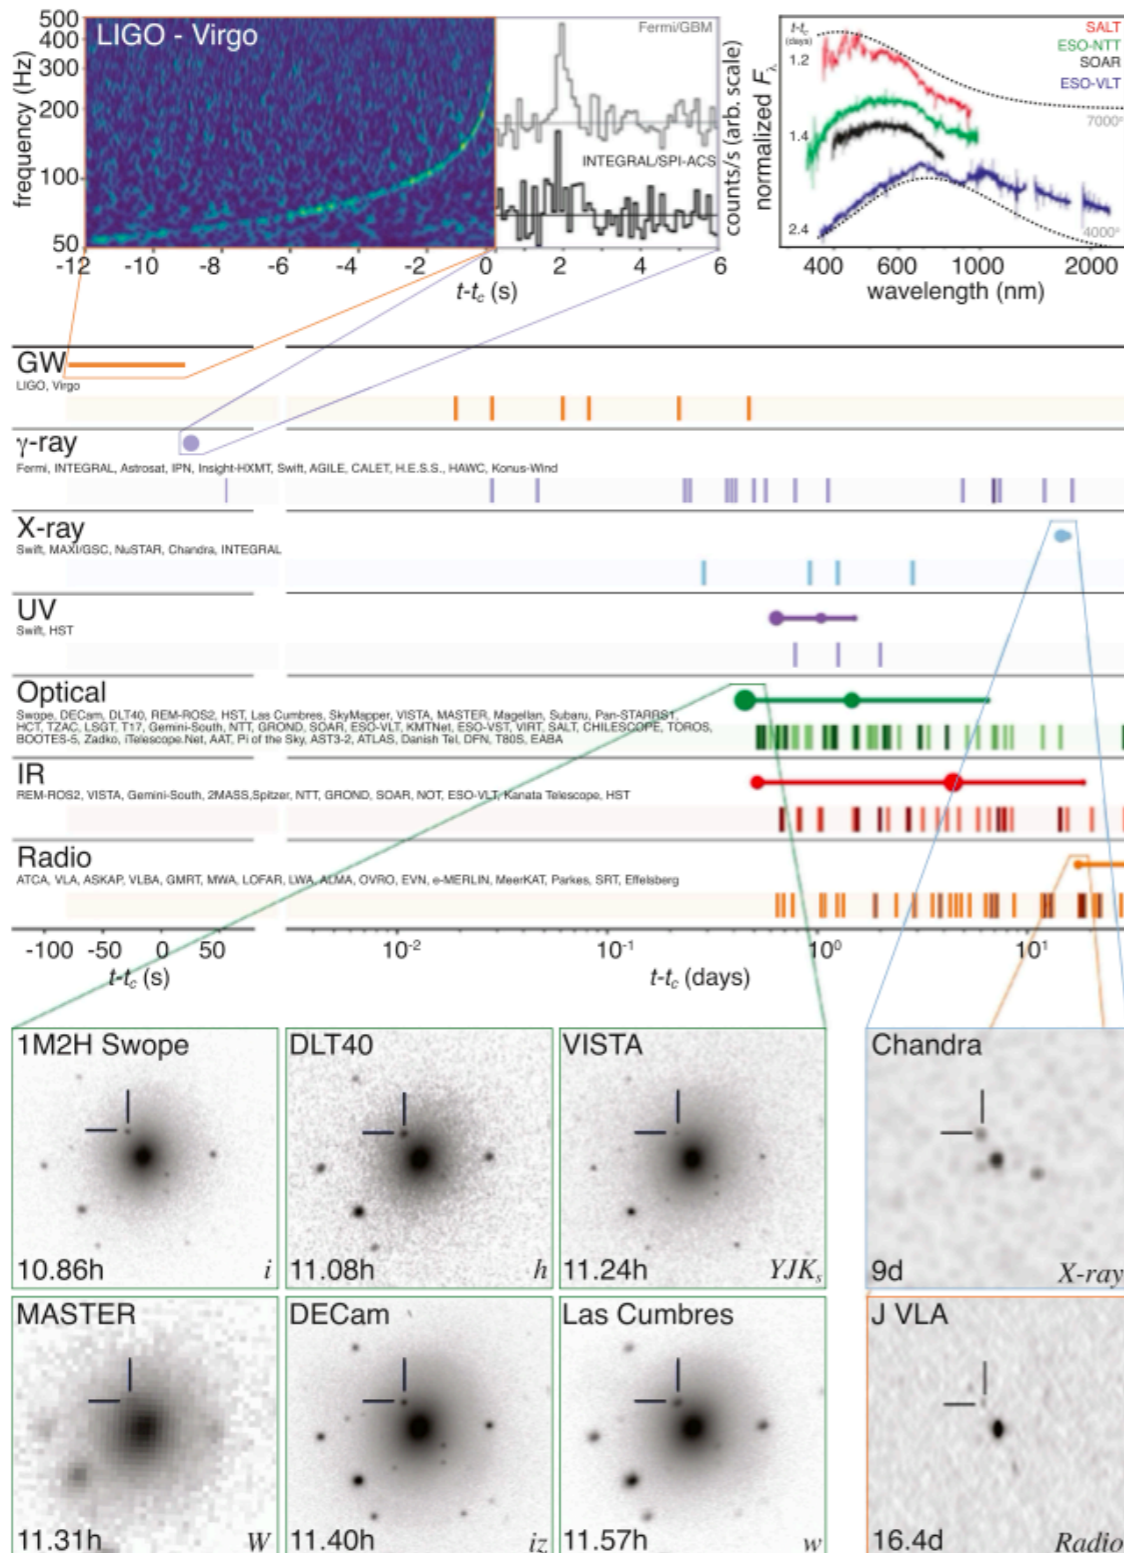 LIGO - Virgo
500
400
300
200
100
50
frequency (Hz)
-12 -10 -8 -6 -4 -2 0 2 4 6
t-tc (s)
Fermi/GBM
INTEGRAL/SPI-ACS
counts/s (arb. scale)
normalized Fλ
t-tc
(days)
1.2
1.4
2.4
SALT
ESO-NTT
SOAR
ESO-VLT
7000°
4000°
400 600 1000 2000
wavelength (nm)
GW
LIGO, Virgo
γ-ray
Fermi, INTEGRAL, Astrosat, IPN, Insight-HXMT, Swift, AGILE, CALET, H.E.S.S., HAWC, Konus-Wind
X-ray
Swift, MAXI/GSC, NuSTAR, Chandra, INTEGRAL
UV
Swift, HST
Optical
Swope, DECam, DLT40, REM-ROS2, HST, Las Cumbres, SkyMapper, VISTA, MASTER, Magellan, Subaru, Pan-STARRS1,
HCT, TZAC, LSGT, T17, Gemini-South, NTT, GROND, SOAR, ESO-VLT, KMTNet, ESO-VST, VIRT, SALT, CHILESCOPE, TOROS,
BOOTES-5, Zadko, iTelescope.Net, AAT, Pi of the Sky, AST3-2, ATLAS, Danish Tel, DFN, T80S, EABA
IR
REM-ROS2, VISTA, Gemini-South, 2MASS,Spitzer, NTT, GROND, SOAR, NOT, ESO-VLT, Kanata Telescope, HST
Radio
ATCA, VLA, ASKAP, VLBA, GMRT, MWA, LOFAR, LWA, ALMA, OVRO, EVN, e-MERLIN, MeerKAT, Parkes, SRT, Effelsberg
-100 -50 0 50 10⁻² 10⁻¹ 10⁰ 10¹
t-tc (s) t-tc (days)
1M2H Swope
10.86h i
DLT40
11.08h h
VISTA
11.24h YJKs
Chandra
9d X-ray
MASTER
11.31h W
DECam
11.40h iz
Las Cumbres
11.57h w
J VLA
16.4d Radio